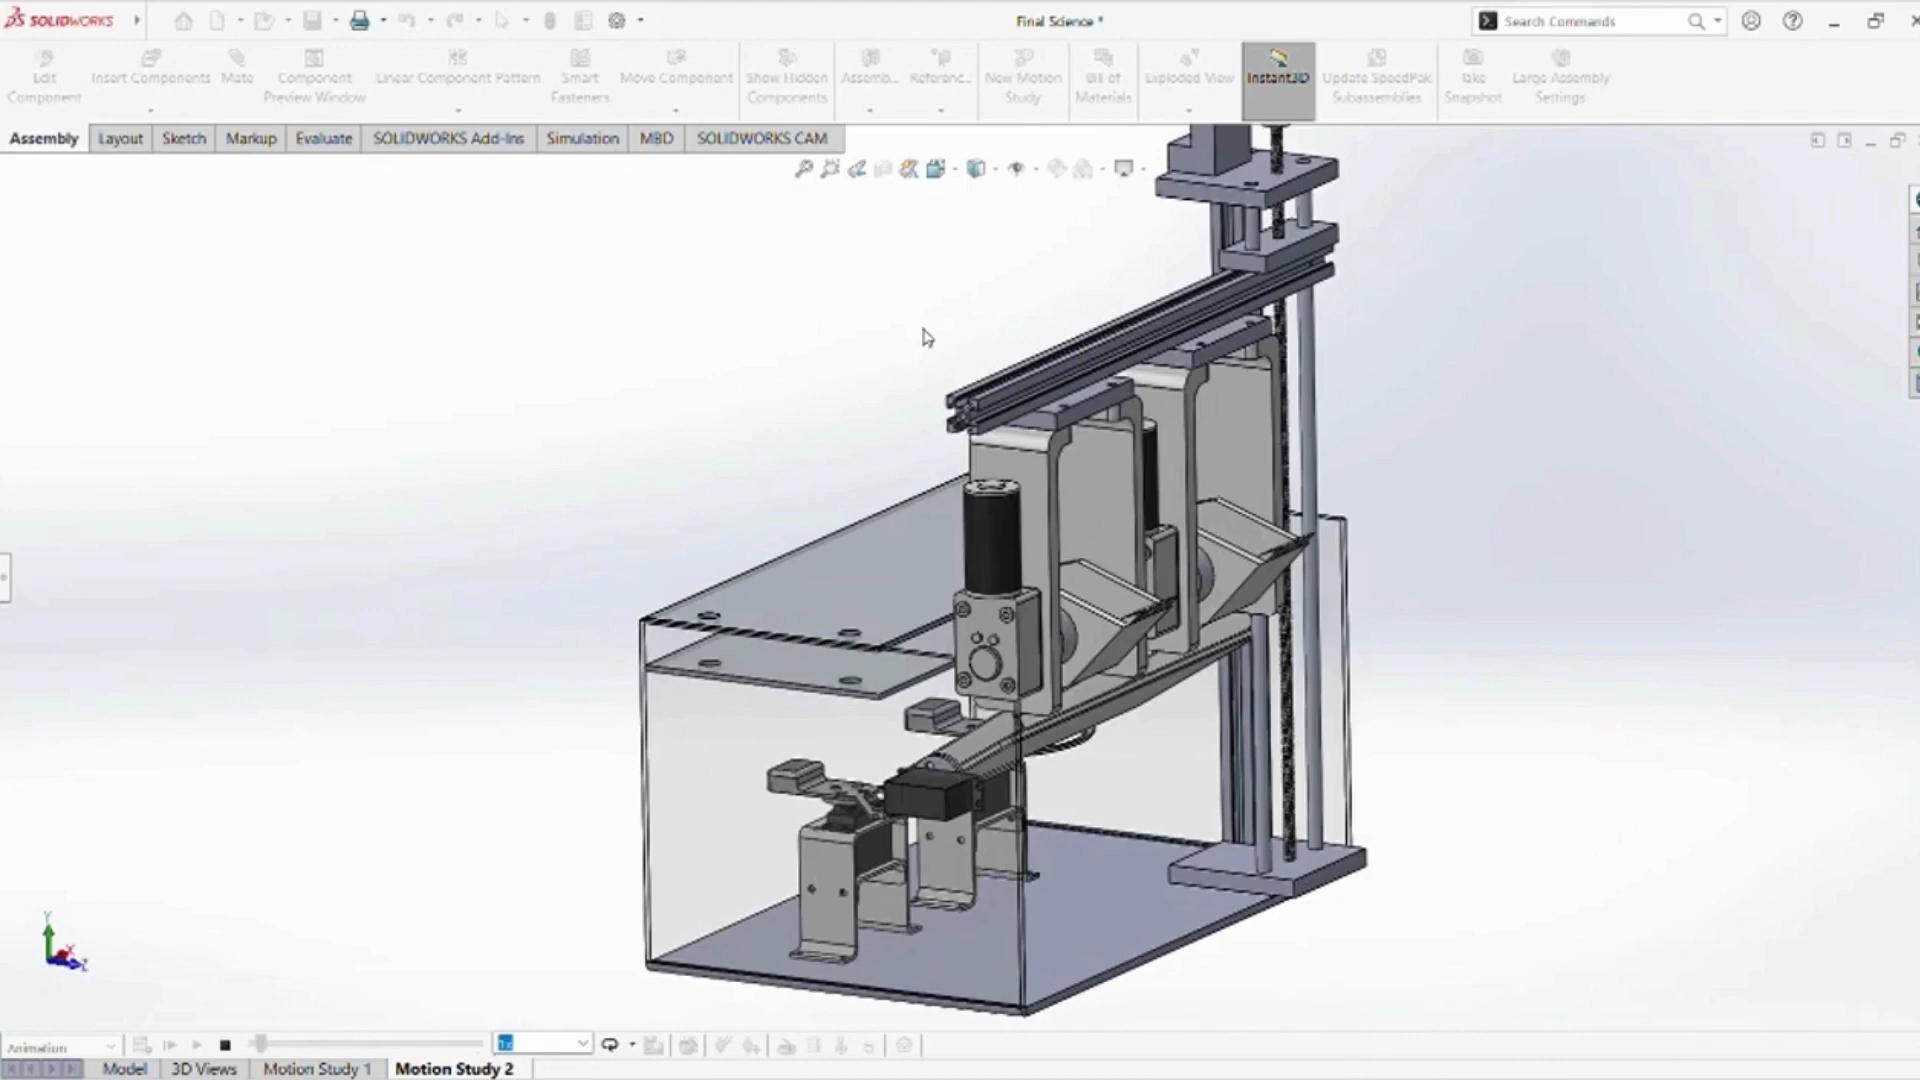 SOLIDWORKS
Final Science *
Search Commands
Edit Component
Insert Components
Mate
Component Preview Window
Linear Component Pattern
Smart Fasteners
Move Component
Show Hidden Components
Assemb...
Referenc...
New Motion Study
Bill of Materials
Exploded View
Instant3D
Update SpeedPak Subassemblies
Take Snapshot
Large Assembly Settings
Assembly
Layout
Sketch
Markup
Evaluate
SOLIDWORKS Add-Ins
Simulation
MBD
SOLIDWORKS CAM
Y
X
Z
Animation
1x
Model
3D Views
Motion Study 1
Motion Study 2